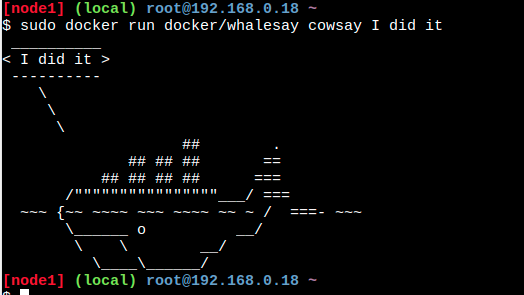 [node1] (local) root@192.168.0.18 ~
$ sudo docker run docker/whalesay cowsay I did it
 __________
< I did it >
 ----------
    \
     \
      \
                    ##        .
              ## ## ##       ==
           ## ## ## ##      ===
       /""""""""""""""""___/ ===
  ~~~ {~~ ~~~~ ~~~ ~~~~ ~~ ~ /  ===- ~~~
       \______ o          __/
        \    \        __/
          \____\______/
[node1] (local) root@192.168.0.18 ~
$